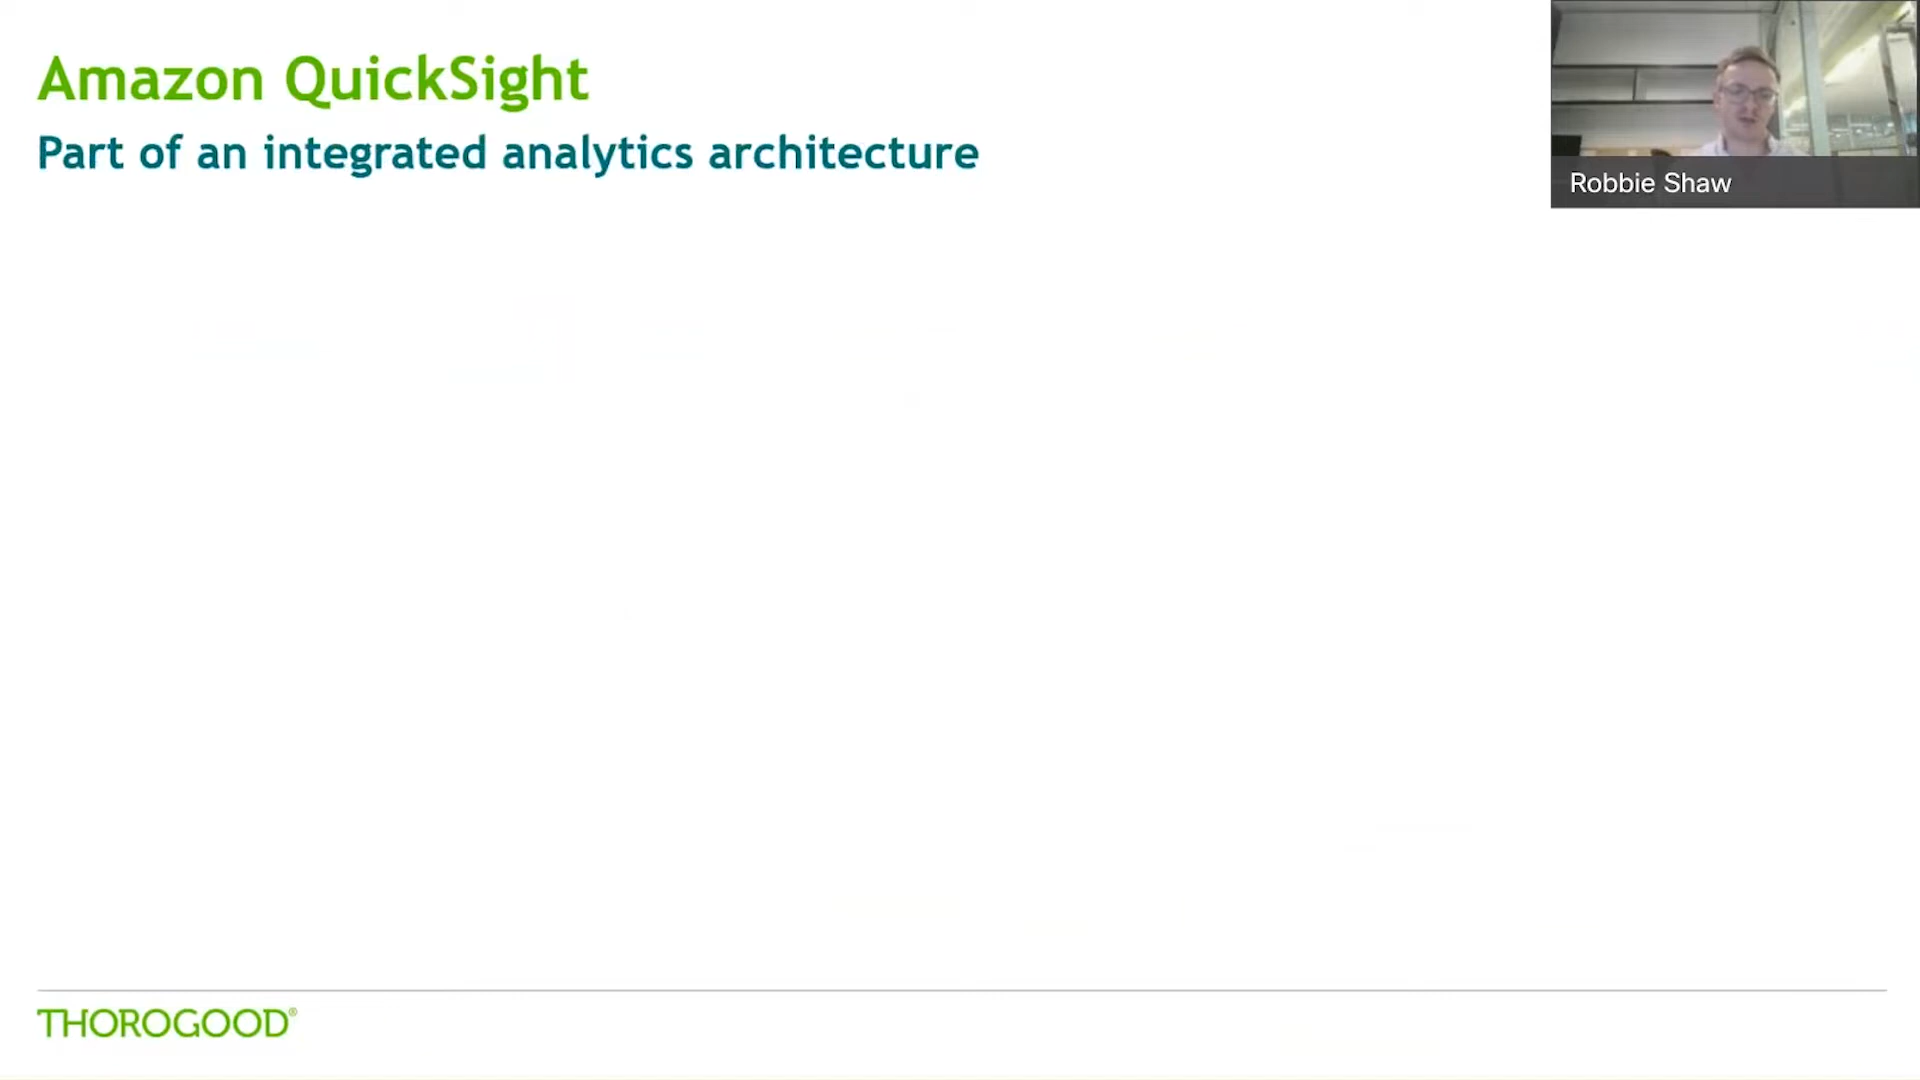 Amazon QuickSight
Part of an integrated analytics architecture
Robbie Shaw
THOROGOOD®